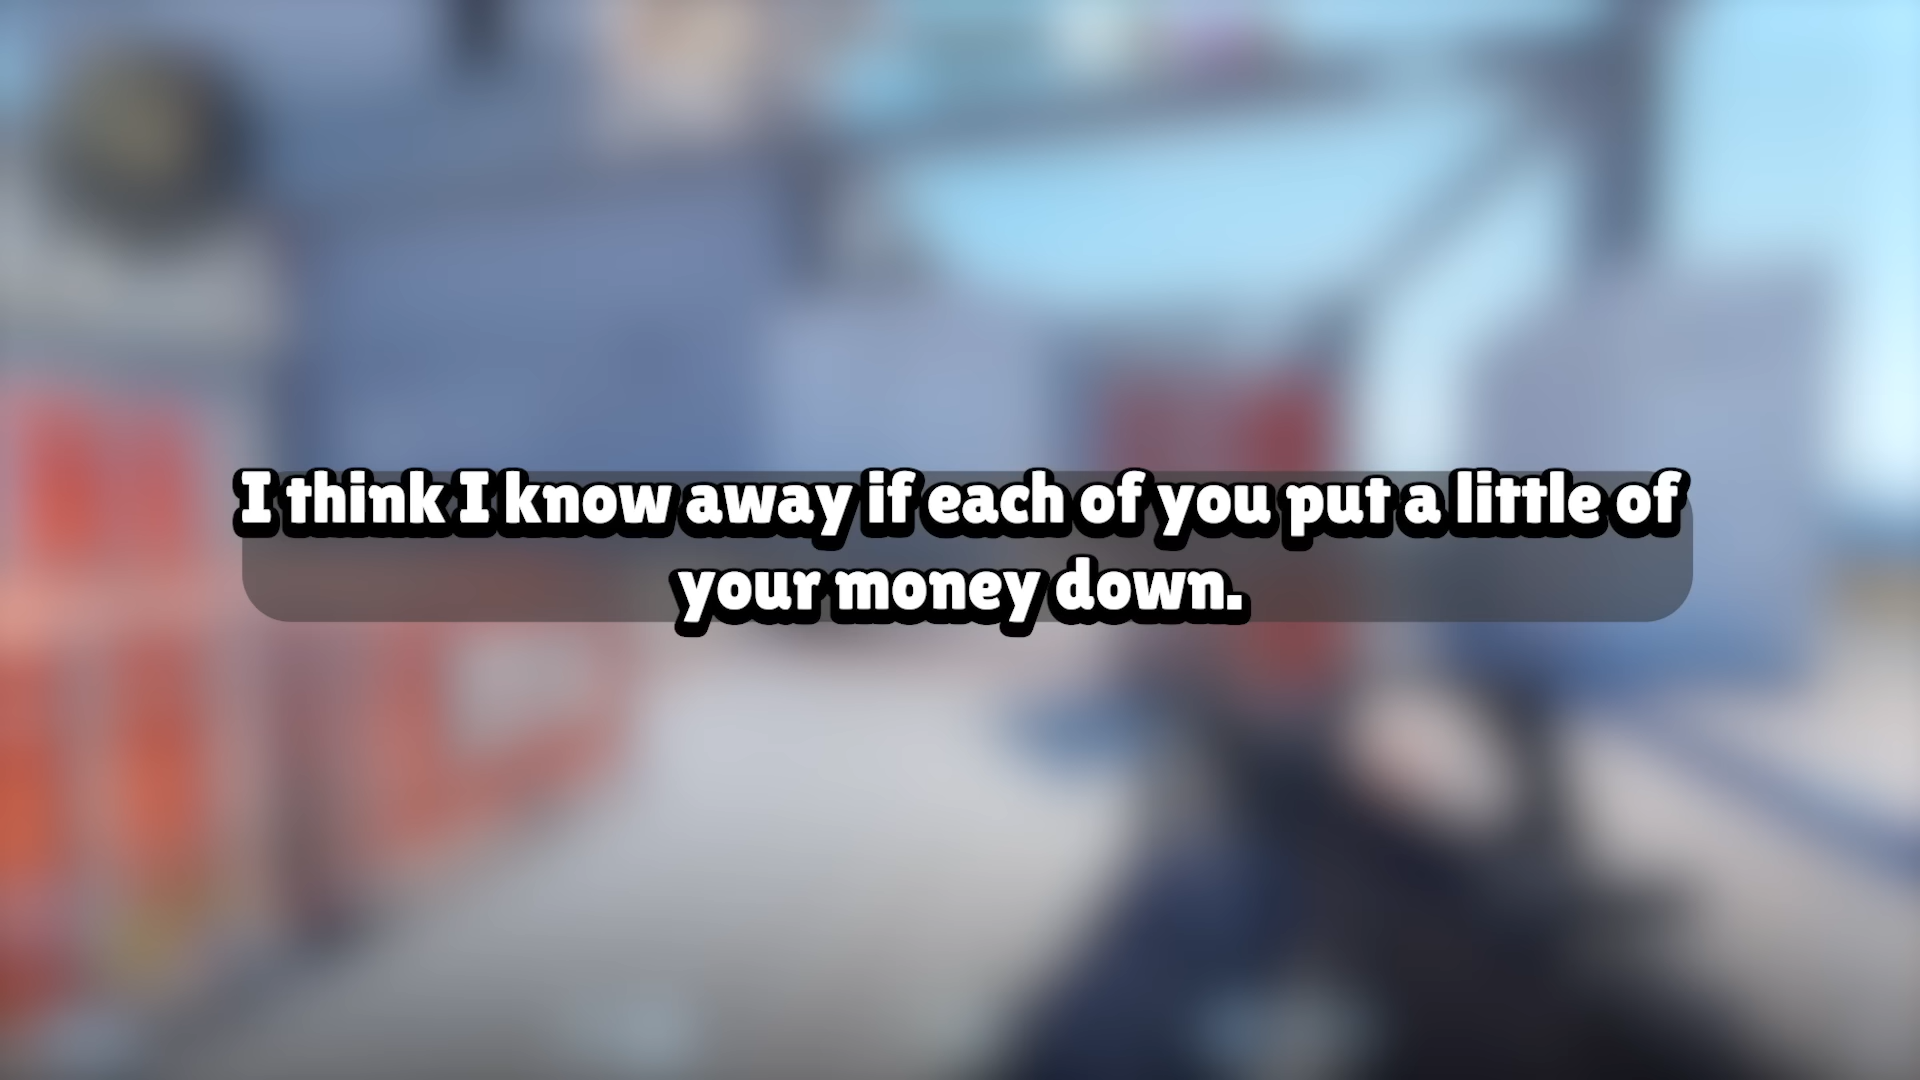 I think I know away if each of you put a little of
your money down.